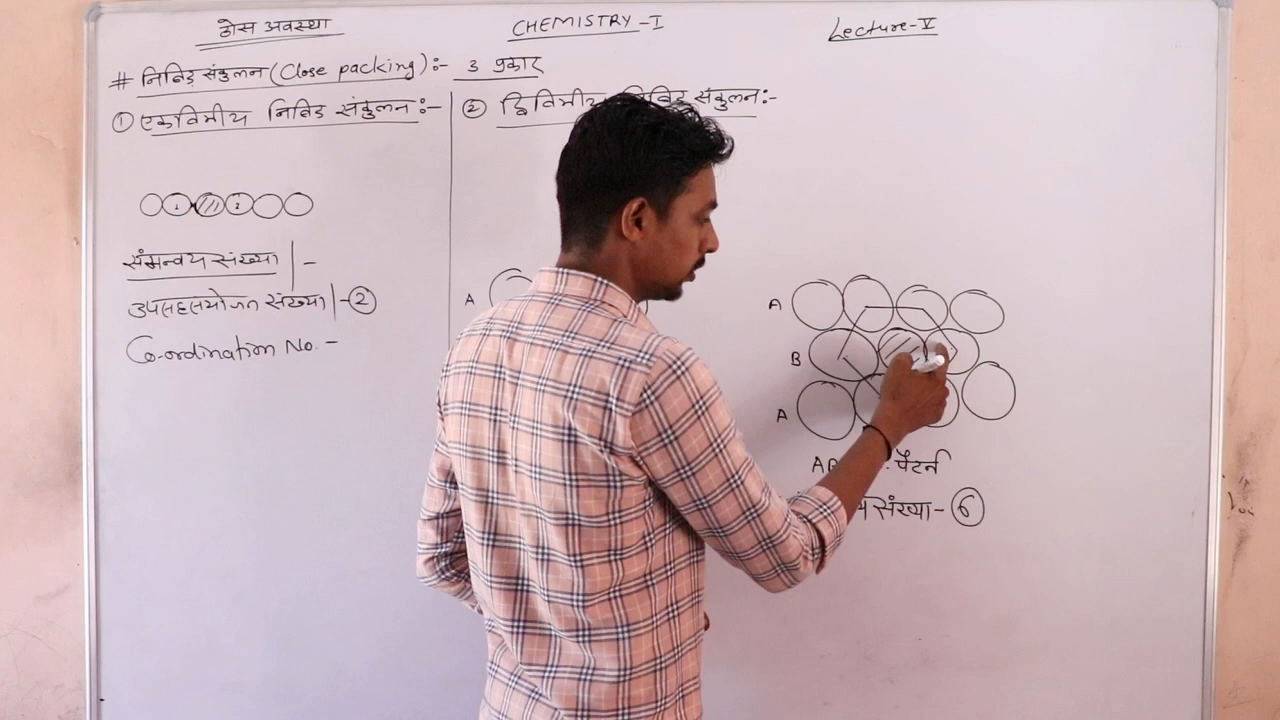 ठोस अवस्था
CHEMISTRY-I
Lecture-V
# निविड़ संकुलन (Close packing):- 3 प्रकार
① एकविमीय निविड संकुलन:-
② द्विविमीय संकुलन:-
1 2
संमन्वय संख्या -
उपसहसयोजन संख्या - ②
Co-ordination No. -
A
A
B
A
पैटर्न
संख्या- ⑥